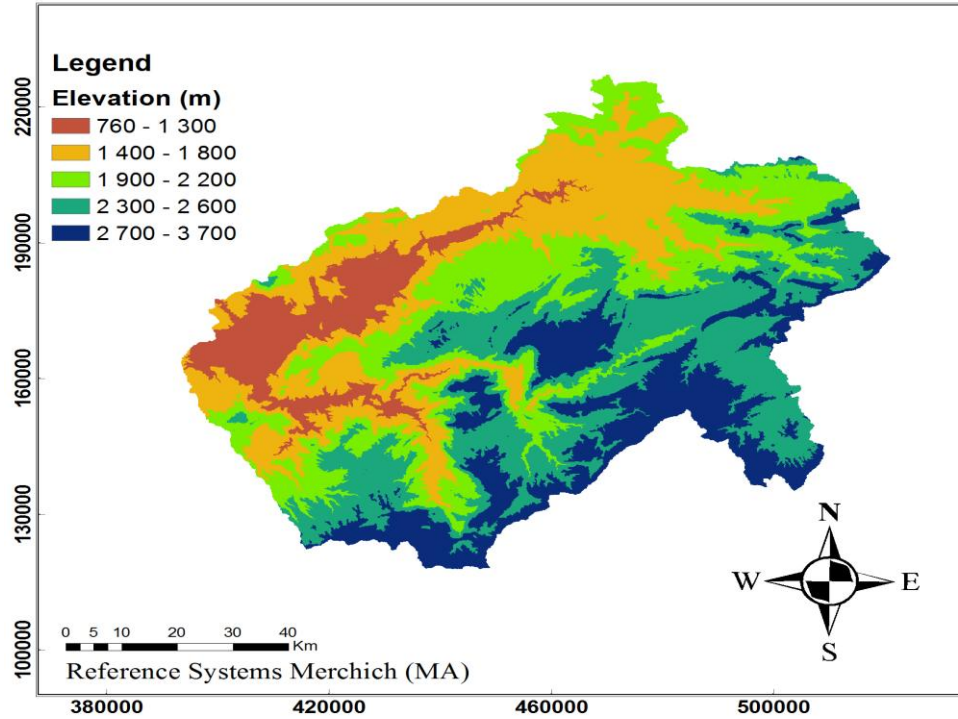 Legend
Elevation (m)
760 - 1 300
1 400 - 1 800
1 900 - 2 200
2 300 - 2 600
2 700 - 3 700
220000
190000
160000
130000
100000
N
W E
S
0 5 10 20 30 40
Km
Reference Systems Merchich (MA)
380000 420000 460000 500000